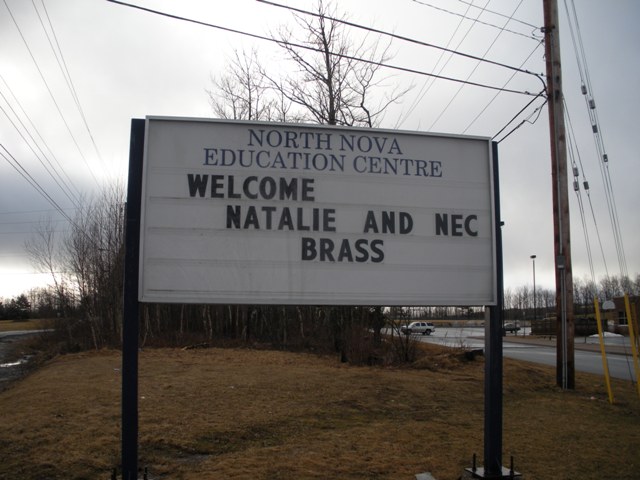 NORTH NOVA
EDUCATION CENTRE
WELCOME
NATALIE AND NEC
BRASS